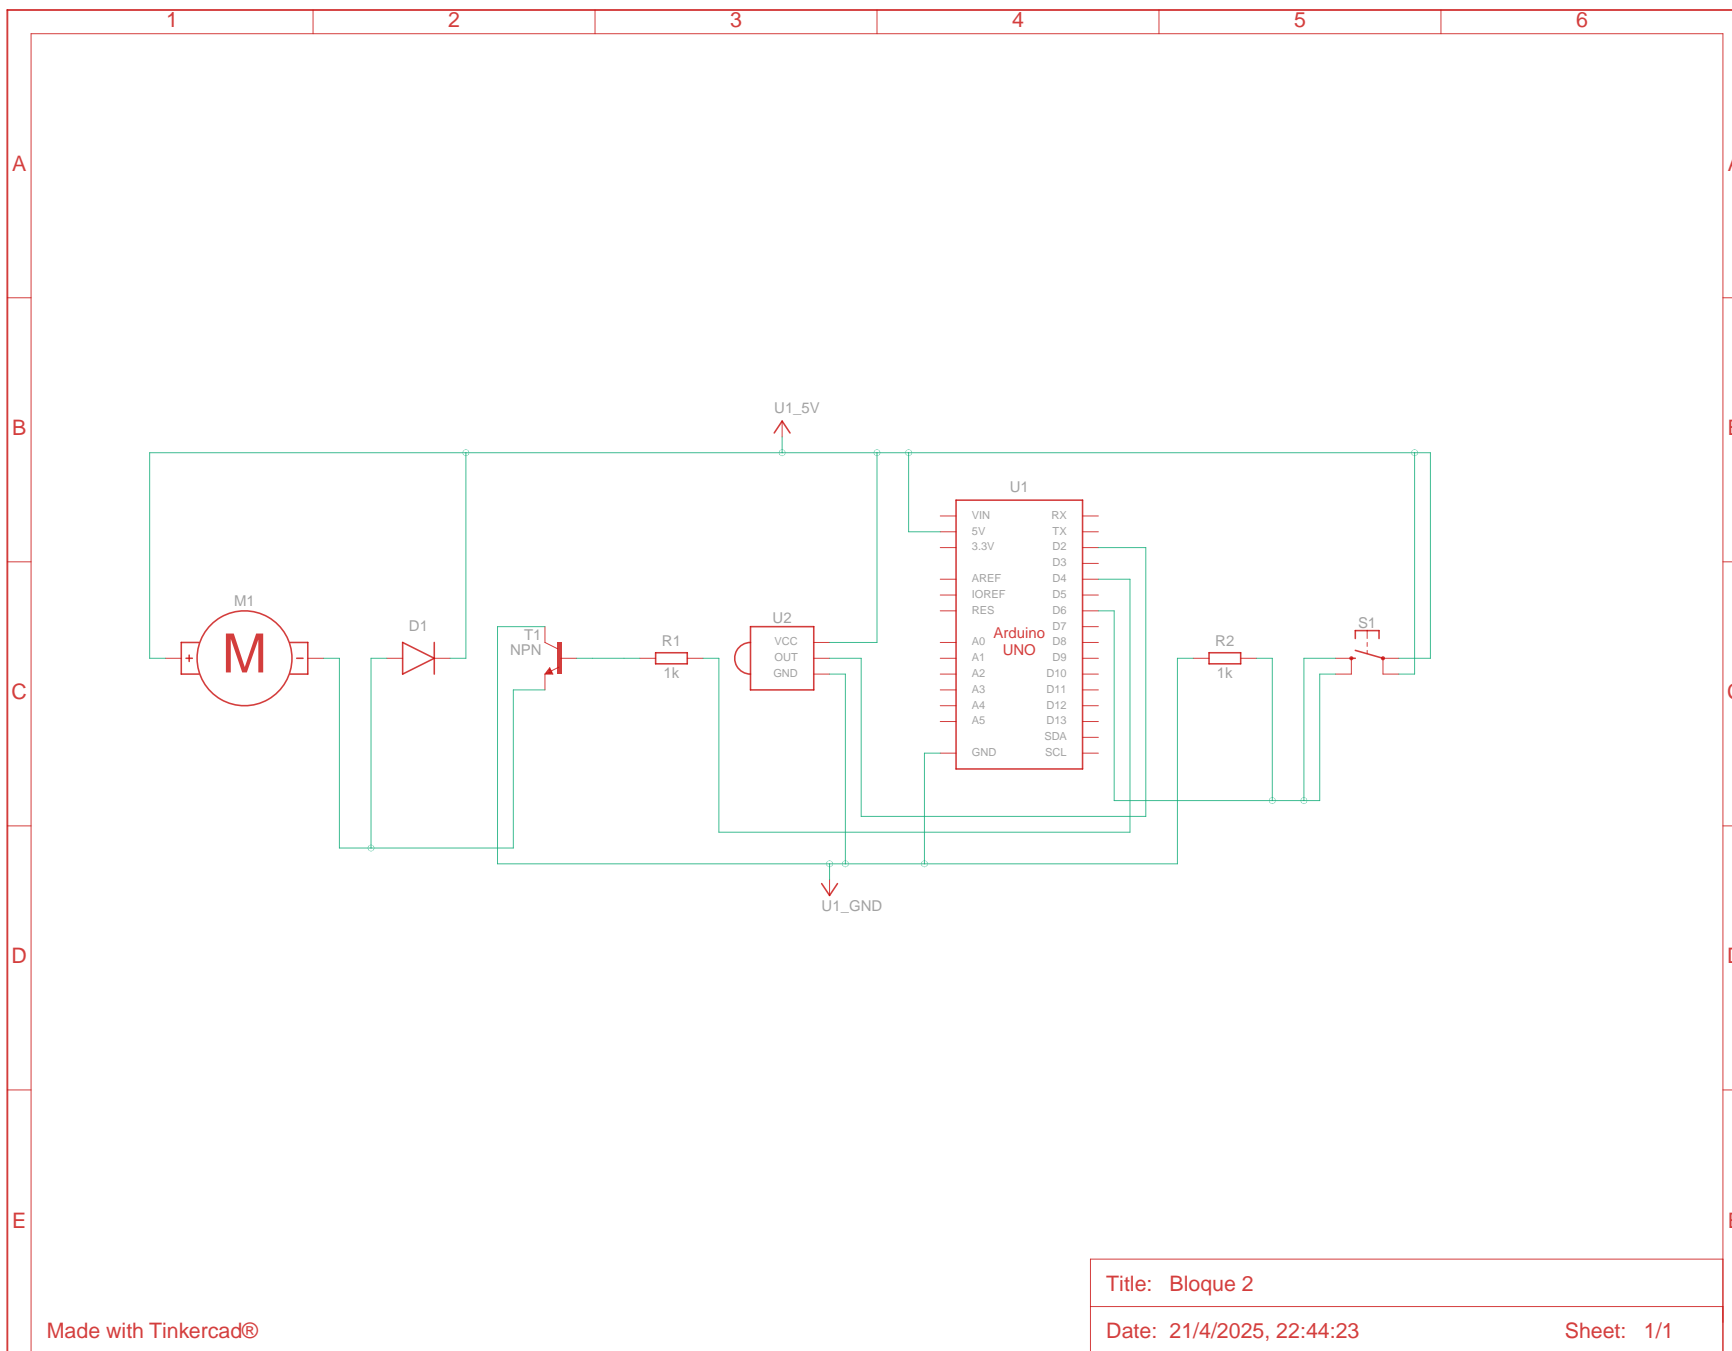 1 2 3 4 5 6
A
B
C
D
E
U1_5V
U1
VIN RX
5V TX
3.3V D2
D3
AREF D4
IOREF D5
RES D6
D7
A0 D8
A1 D9
A2 D10
A3 D11
A4 D12
A5 D13
SDA
GND SCL
Arduino
UNO
M1
M
+ -
D1
T1
NPN
R1
1k
U2
VCC
OUT
GND
R2
1k
S1
U1_GND
Title: Bloque 2
Date: 21/4/2025, 22:44:23 Sheet: 1/1
Made with Tinkercad®